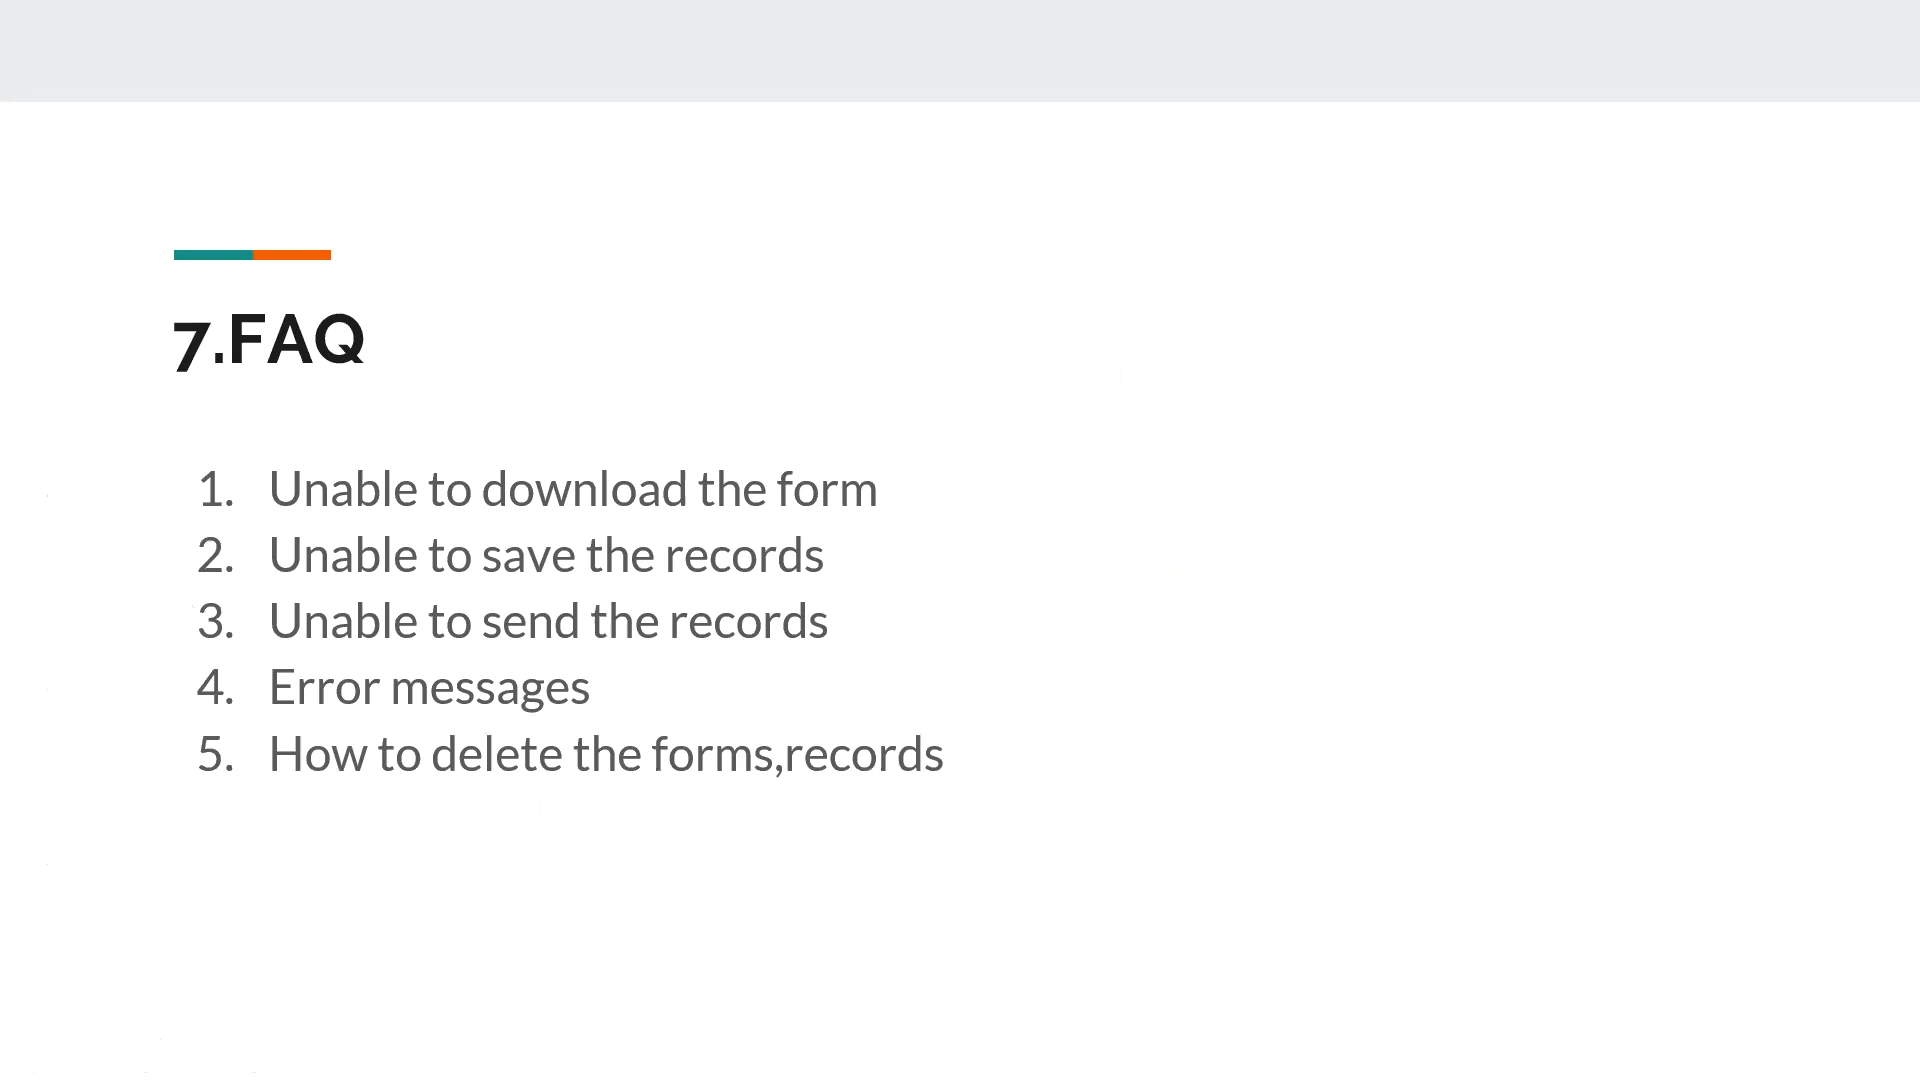 7.FAQ
1. Unable to download the form
2. Unable to save the records
3. Unable to send the records
4. Error messages
5. How to delete the forms,records